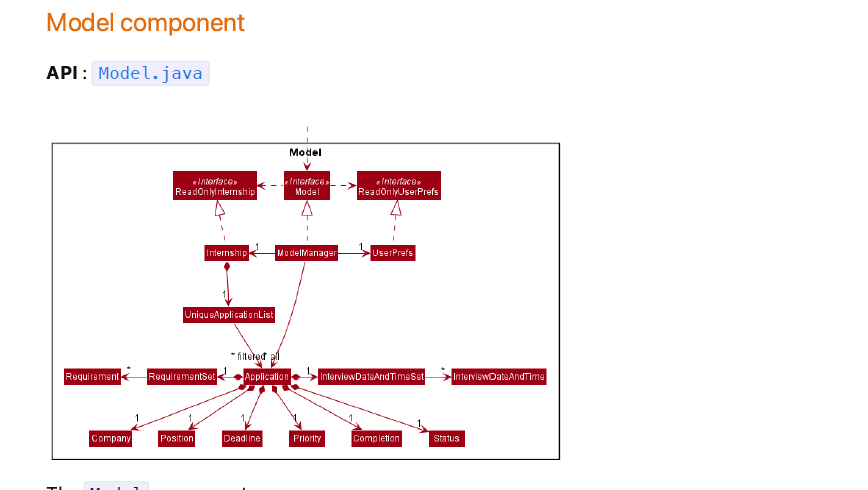 Model component
API : Model.java
Model
«Interface» ReadOnlyInternship
«Interface» Model
«Interface» ReadOnlyUserPrefs
1
1
Internship
ModelManager
UserPrefs
1
UniqueApplicationList
* filtered
* all
Requirement
*
RequirementSet
1
Application
1
InterviewDateAndTimeSet
*
InterviewDateAndTime
1
1
1
1
1
1
Company
Position
Deadline
Priority
Completion
Status